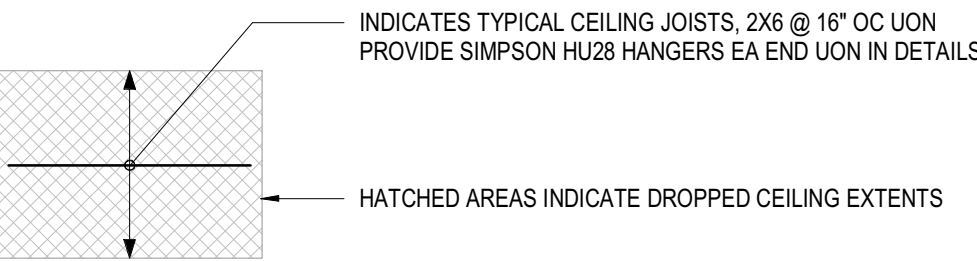 INDICATES TYPICAL CEILING JOISTS, 2X6 @ 16" OC UON
PROVIDE SIMPSON HU28 HANGERS EA END UON IN DETAILS
HATCHED AREAS INDICATE DROPPED CEILING EXTENTS